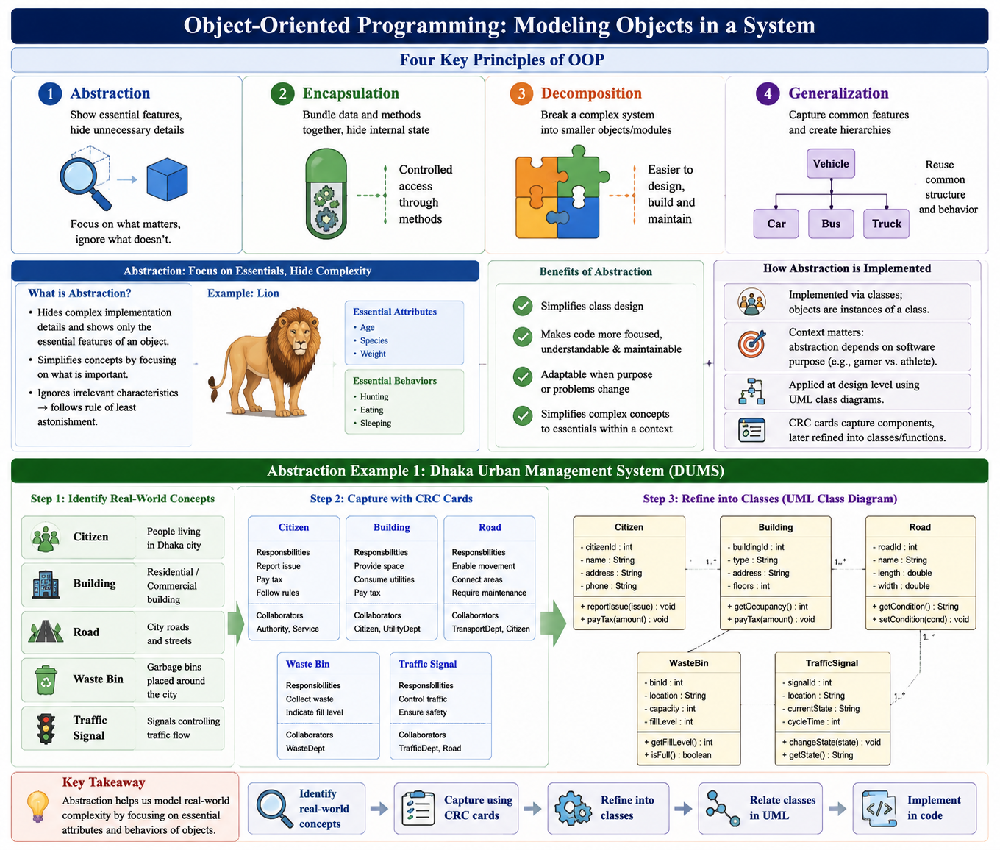 Object-Oriented Programming: Modeling Objects in a System
Four Key Principles of OOP
1 Abstraction
Show essential features,
hide unnecessary details
Focus on what matters,
ignore what doesn't.
2 Encapsulation
Bundle data and methods
together, hide internal state
Controlled
access
through
methods
3 Decomposition
Break a complex system
into smaller objects/modules
Easier to
design,
build and
maintain
4 Generalization
Capture common features
and create hierarchies
Vehicle
Car
Bus
Truck
Reuse
common
structure
and behavior
Abstraction: Focus on Essentials, Hide Complexity
What is Abstraction?
• Hides complex implementation
details and shows only the
essential features of an object.
• Simplifies concepts by focusing
on what is important.
• Ignores irrelevant characteristics
→ follows rule of least
astonishment.
Example: Lion
Essential Attributes
• Age
• Species
• Weight
Essential Behaviors
• Hunting
• Eating
• Sleeping
Benefits of Abstraction
Simplifies class design
Makes code more focused,
understandable & maintainable
Adaptable when purpose
or problems change
Simplifies complex concepts
to essentials within a context
How Abstraction is Implemented
Implemented via classes;
objects are instances of a class.
Context matters:
abstraction depends on software
purpose (e.g., gamer vs. athlete).
Applied at design level using
UML class diagrams.
CRC cards capture components,
later refined into classes/functions.
Abstraction Example 1: Dhaka Urban Management System (DUMS)
Step 1: Identify Real-World Concepts
Citizen
People living
in Dhaka city
Building
Residential /
Commercial
building
Road
City roads
and streets
Waste Bin
Garbage bins
placed around
the city
Traffic
Signal
Signals controlling
traffic flow
Step 2: Capture with CRC Cards
Citizen
Responsbilities
Report issue
Pay tax
Follow rules
Collaborators
Authority, Service
Building
Responsbilities
Provide space
Consume utilities
Pay tax
Collaborators
Citizen, UtilityDept
Road
Responsbilities
Enable movement
Connect areas
Require maintenance
Collaborators
TransportDept, Citizen
Waste Bin
Responsibilities
Collect waste
Indicate fill level
Collaborators
WasteDept
Traffic Signal
Responsibilities
Control traffic
Ensure safety
Collaborators
TrafficDept, Road
Step 3: Refine into Classes (UML Class Diagram)
Citizen
- citizenId : int
- name : String
- address : String
- phone : String
+ reportIssue(issue) : void
+ payTax(amount) : void
1..*
Building
- buildingId : int
- type : String
- address : String
- floors : int
+ getOccupancy() : int
+ payTax(amount) : void
1..*
Road
- roadId : int
- name : String
- length : double
- width : double
+ getCondition() : String
+ setCondition(cond) : void
WasteBin
- binId : int
- location : String
- capacity : int
- fillLevel : int
+ getFillLevel() : int
+ isFull() : boolean
TrafficSignal
- signalId : int
- location : String
- currentState : String
- cycleTime : int
+ changeState(state) : void
+ getState() : String
1..*
Key Takeaway
Abstraction helps us model real-world
complexity by focusing on essential
attributes and behaviors of objects.
Identify
real-world
concepts
Capture using
CRC cards
Refine into
classes
Relate classes
in UML
Implement
in code